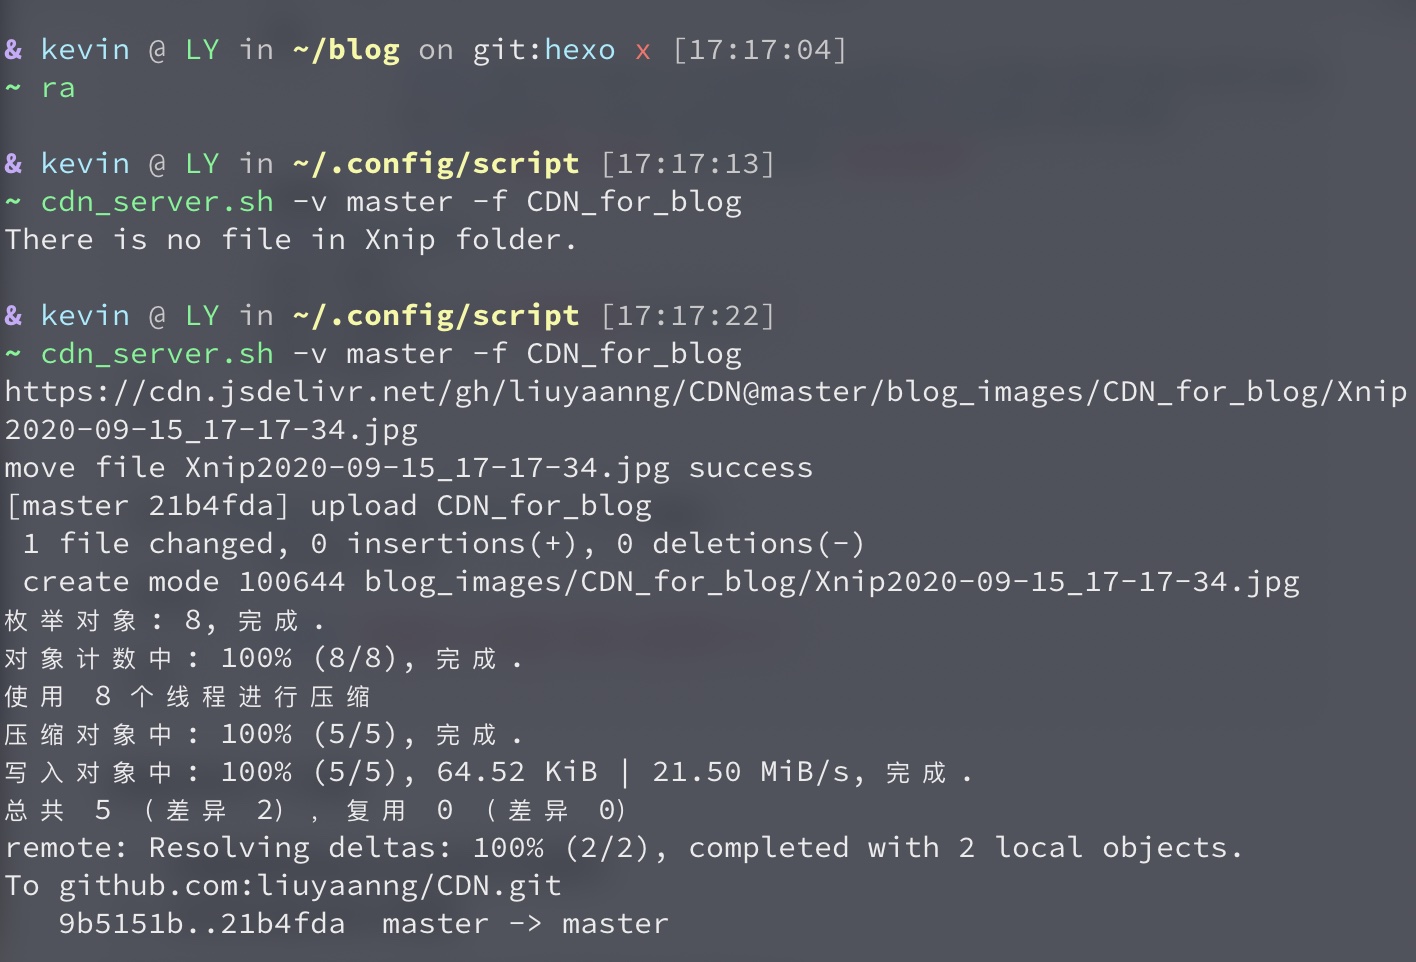 & kevin @ LY in ~/blog on git:hexo x [17:17:04]
~ ra
& kevin @ LY in ~/.config/script [17:17:13]
~ cdn_server.sh -v master -f CDN_for_blog
There is no file in Xnip folder.
& kevin @ LY in ~/.config/script [17:17:22]
~ cdn_server.sh -v master -f CDN_for_blog
https://cdn.jsdelivr.net/gh/liuyaanng/CDN@master/blog_images/CDN_for_blog/Xnip
2020-09-15_17-17-34.jpg
move file Xnip2020-09-15_17-17-34.jpg success
[master 21b4fda] upload CDN_for_blog
 1 file changed, 0 insertions(+), 0 deletions(-)
 create mode 100644 blog_images/CDN_for_blog/Xnip2020-09-15_17-17-34.jpg
枚举对象: 8, 完成.
对象计数中: 100% (8/8), 完成.
使用 8 个线程进行压缩
压缩对象中: 100% (5/5), 完成.
写入对象中: 100% (5/5), 64.52 KiB | 21.50 MiB/s, 完成.
总共 5 （差异 2），复用 0 （差异 0）
remote: Resolving deltas: 100% (2/2), completed with 2 local objects.
To github.com:liuyaanng/CDN.git
   9b5151b..21b4fda  master -> master